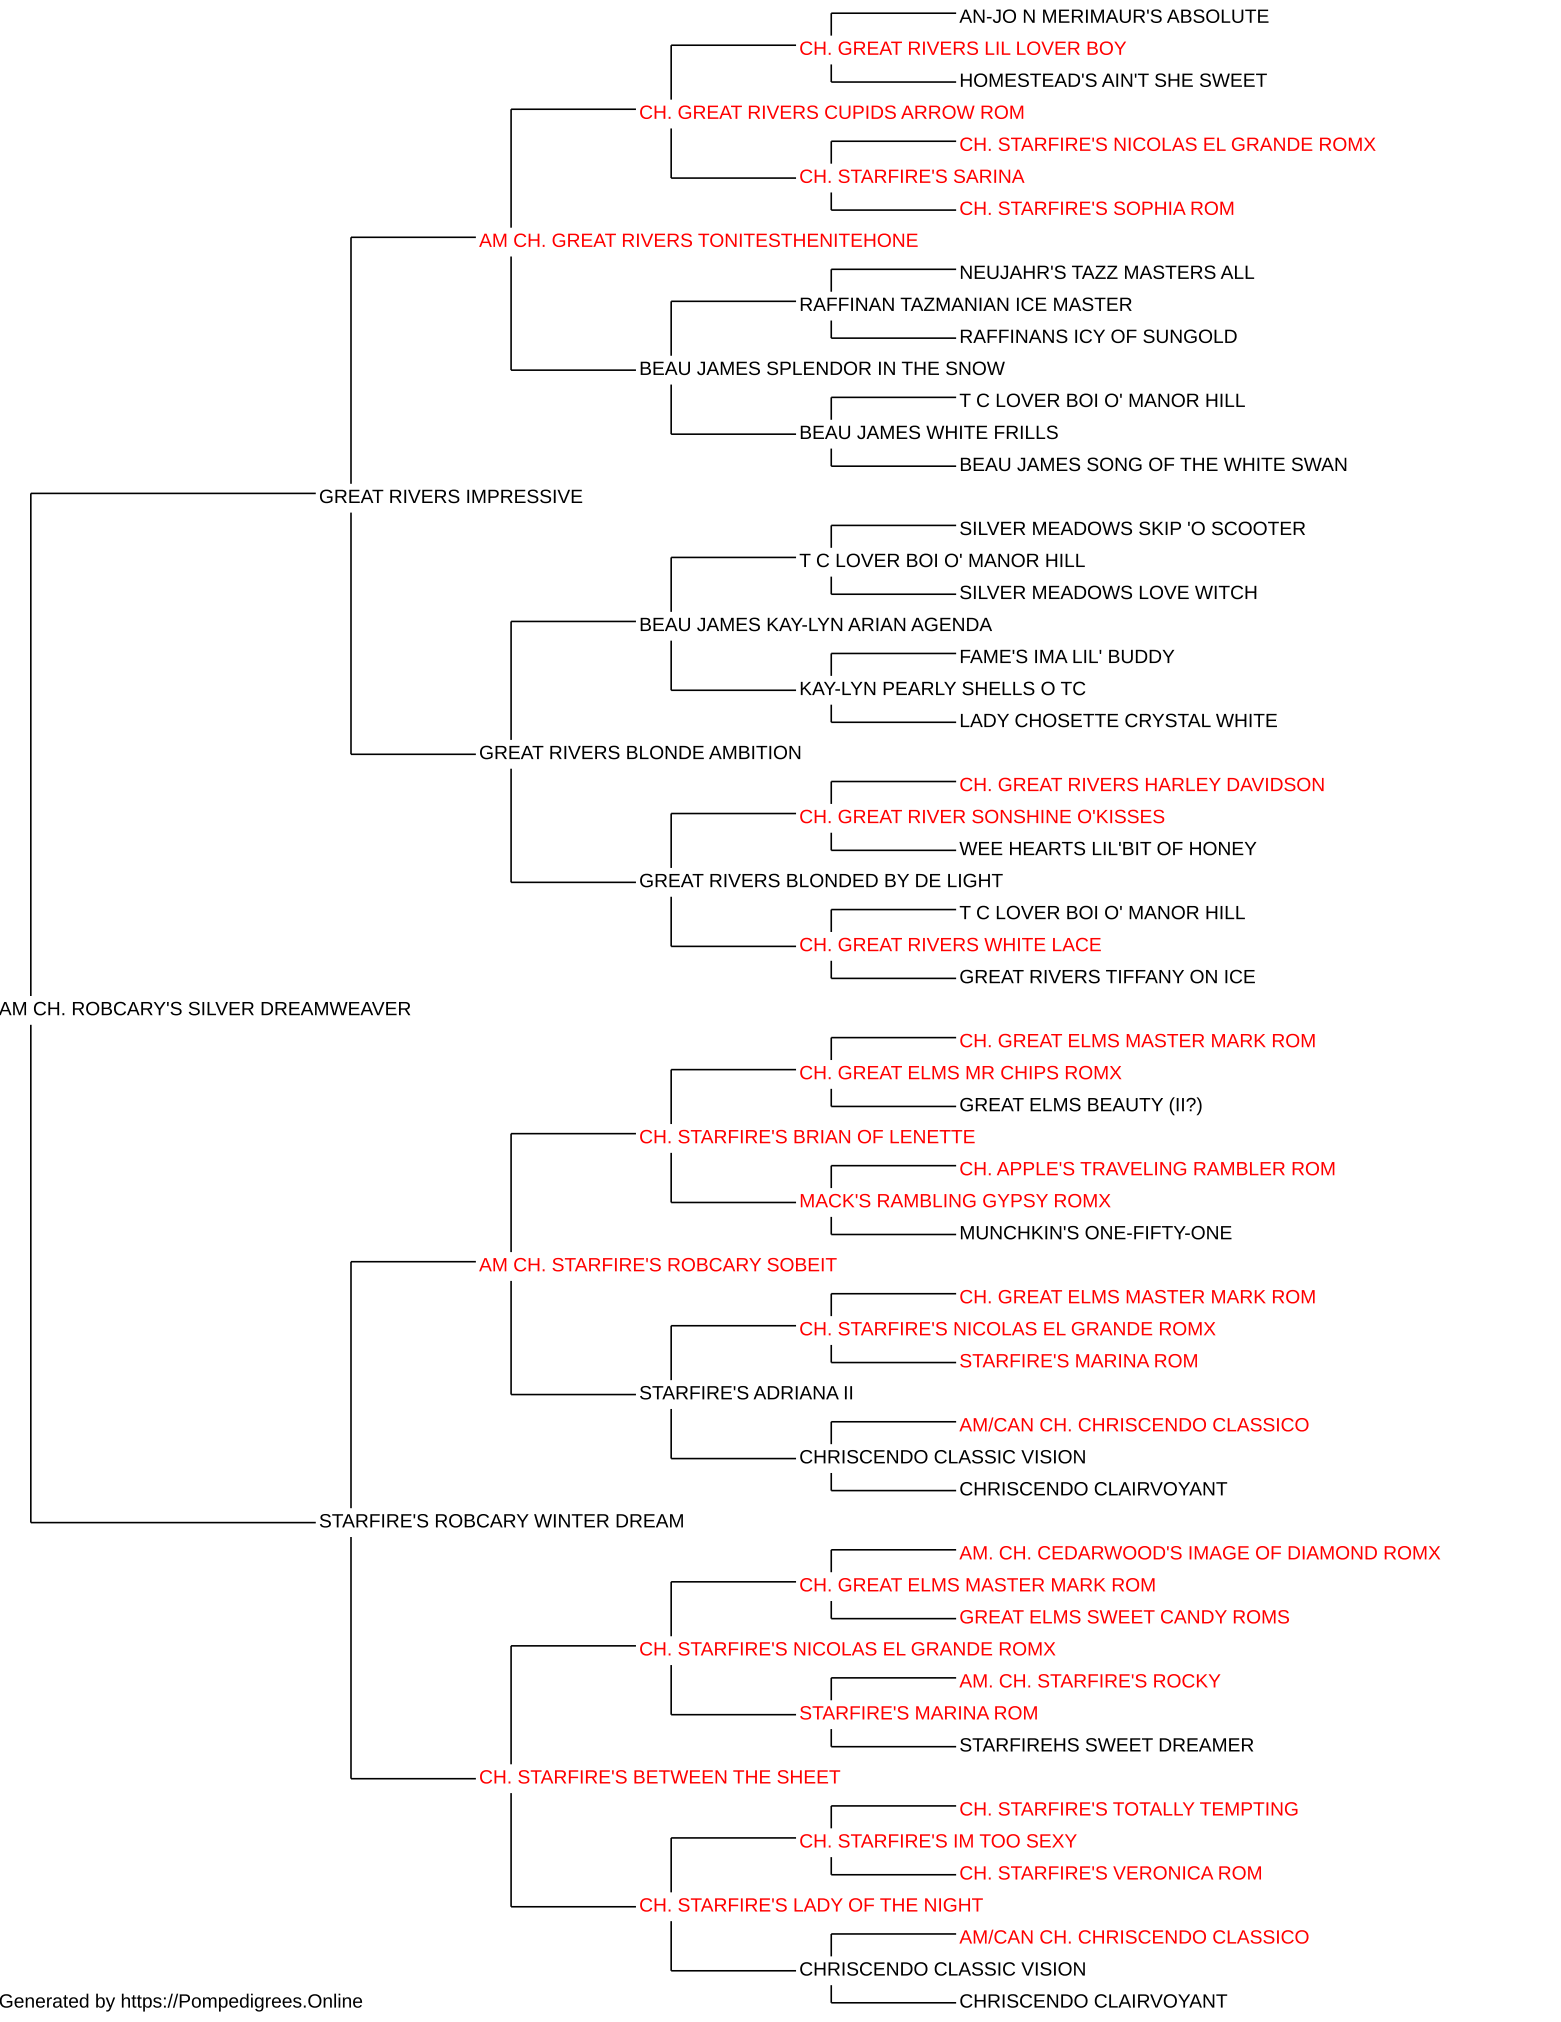 AN-JO N MERIMAUR'S ABSOLUTE
CH. GREAT RIVERS LIL LOVER BOY
HOMESTEAD'S AIN'T SHE SWEET
CH. GREAT RIVERS CUPIDS ARROW ROM
CH. STARFIRE'S NICOLAS EL GRANDE ROMX
CH. STARFIRE'S SARINA
CH. STARFIRE'S SOPHIA ROM
AM CH. GREAT RIVERS TONITESTHENITEHONE
NEUJAHR'S TAZZ MASTERS ALL
RAFFINAN TAZMANIAN ICE MASTER
RAFFINANS ICY OF SUNGOLD
BEAU JAMES SPLENDOR IN THE SNOW
T C LOVER BOI O' MANOR HILL
BEAU JAMES WHITE FRILLS
BEAU JAMES SONG OF THE WHITE SWAN
GREAT RIVERS IMPRESSIVE
SILVER MEADOWS SKIP 'O SCOOTER
T C LOVER BOI O' MANOR HILL
SILVER MEADOWS LOVE WITCH
BEAU JAMES KAY-LYN ARIAN AGENDA
FAME'S IMA LIL' BUDDY
KAY-LYN PEARLY SHELLS O TC
LADY CHOSETTE CRYSTAL WHITE
GREAT RIVERS BLONDE AMBITION
CH. GREAT RIVERS HARLEY DAVIDSON
CH. GREAT RIVER SONSHINE O'KISSES
WEE HEARTS LIL'BIT OF HONEY
GREAT RIVERS BLONDED BY DE LIGHT
T C LOVER BOI O' MANOR HILL
CH. GREAT RIVERS WHITE LACE
GREAT RIVERS TIFFANY ON ICE
AM CH. ROBCARY'S SILVER DREAMWEAVER
CH. GREAT ELMS MASTER MARK ROM
CH. GREAT ELMS MR CHIPS ROMX
GREAT ELMS BEAUTY (II?)
CH. STARFIRE'S BRIAN OF LENETTE
CH. APPLE'S TRAVELING RAMBLER ROM
MACK'S RAMBLING GYPSY ROMX
MUNCHKIN'S ONE-FIFTY-ONE
AM CH. STARFIRE'S ROBCARY SOBEIT
CH. GREAT ELMS MASTER MARK ROM
CH. STARFIRE'S NICOLAS EL GRANDE ROMX
STARFIRE'S MARINA ROM
STARFIRE'S ADRIANA II
AM/CAN CH. CHRISCENDO CLASSICO
CHRISCENDO CLASSIC VISION
CHRISCENDO CLAIRVOYANT
STARFIRE'S ROBCARY WINTER DREAM
AM. CH. CEDARWOOD'S IMAGE OF DIAMOND ROMX
CH. GREAT ELMS MASTER MARK ROM
GREAT ELMS SWEET CANDY ROMS
CH. STARFIRE'S NICOLAS EL GRANDE ROMX
AM. CH. STARFIRE'S ROCKY
STARFIRE'S MARINA ROM
STARFIREHS SWEET DREAMER
CH. STARFIRE'S BETWEEN THE SHEET
CH. STARFIRE'S TOTALLY TEMPTING
CH. STARFIRE'S IM TOO SEXY
CH. STARFIRE'S VERONICA ROM
CH. STARFIRE'S LADY OF THE NIGHT
AM/CAN CH. CHRISCENDO CLASSICO
CHRISCENDO CLASSIC VISION
CHRISCENDO CLAIRVOYANT
Generated by https://Pompedigrees.Online